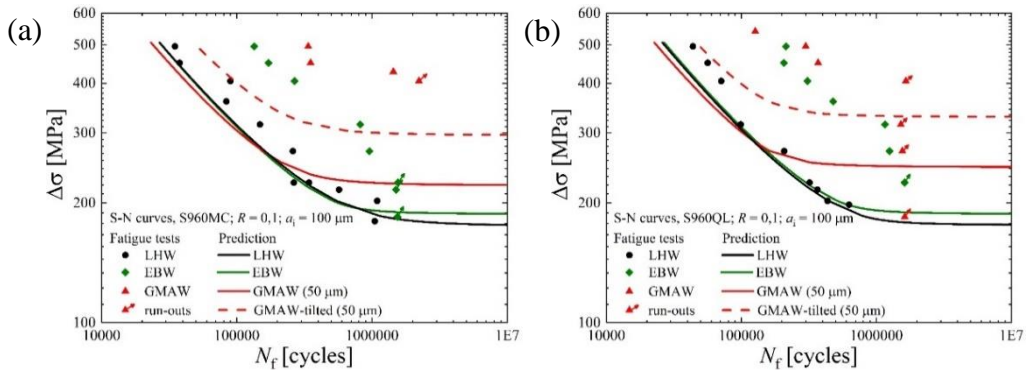 (a)
Δσ [MPa]
600
500
400
300
200
100
S-N curves, S960MC; R = 0,1; aᵢ = 100 μm
Fatigue tests Prediction
LHW LHW
EBW EBW
GMAW GMAW (50 μm)
run-outs GMAW-tilted (50 μm)
10000 100000 1000000 1E7
N_f [cycles]
(b)
Δσ [MPa]
600
500
400
300
200
100
S-N curves, S960QL; R = 0,1; aᵢ = 100 μm
Fatigue tests Prediction
LHW LHW
EBW EBW
GMAW GMAW (50 μm)
run-outs GMAW-tilted (50 μm)
10000 100000 1000000 1E7
N_f [cycles]